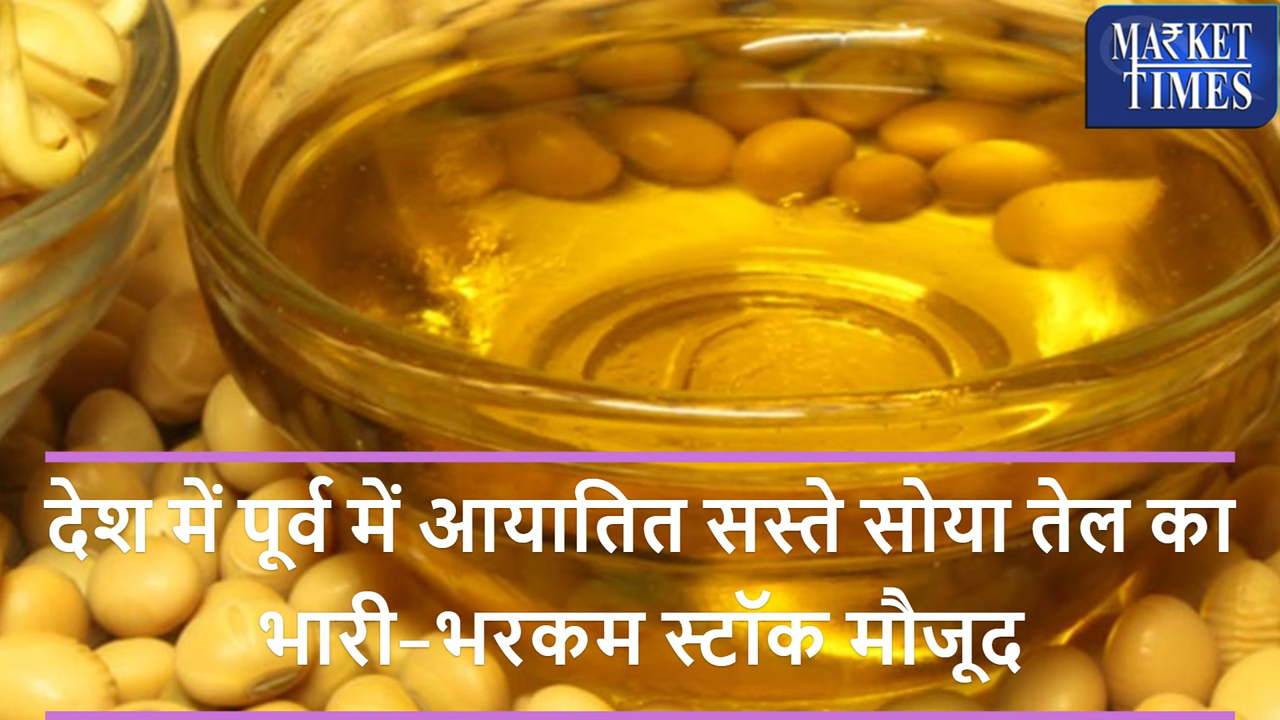 MA₹KET
TIMES
देश में पूर्व में आयातित सस्ते सोया तेल का
भारी-भरकम स्टॉक मौजूद